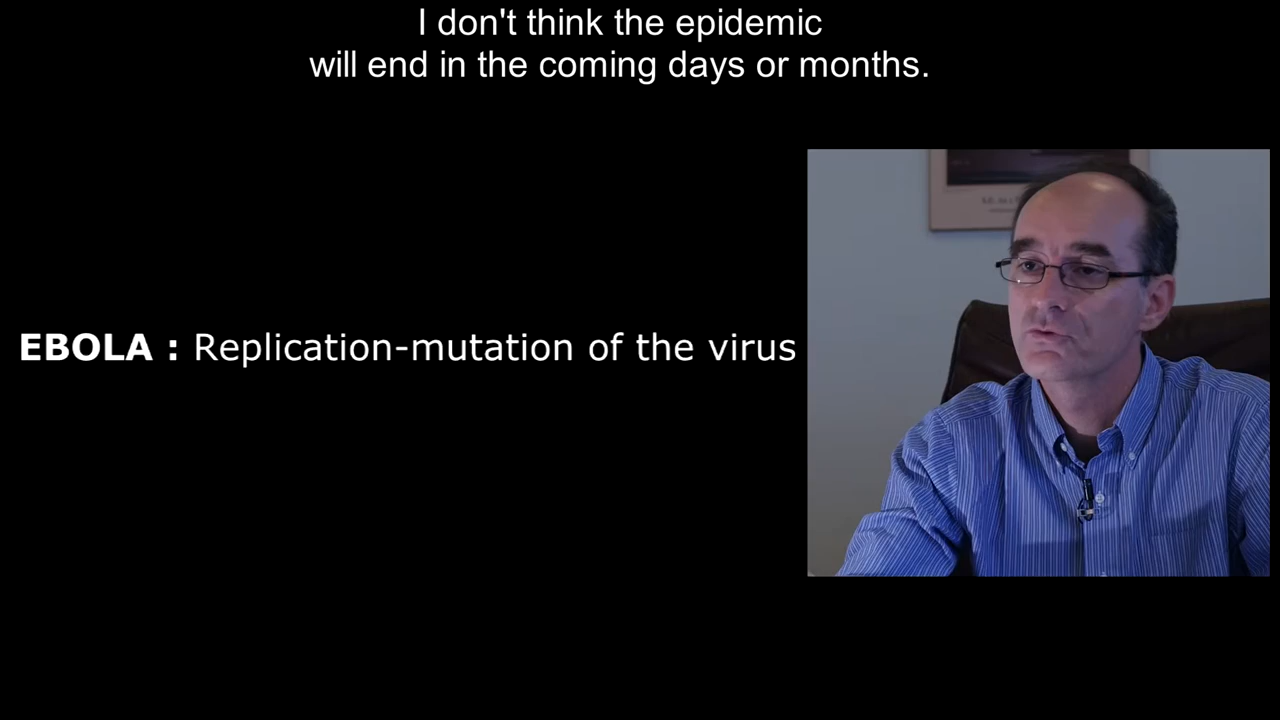 I don't think the epidemic
will end in the coming days or months.
EBOLA : Replication-mutation of the virus